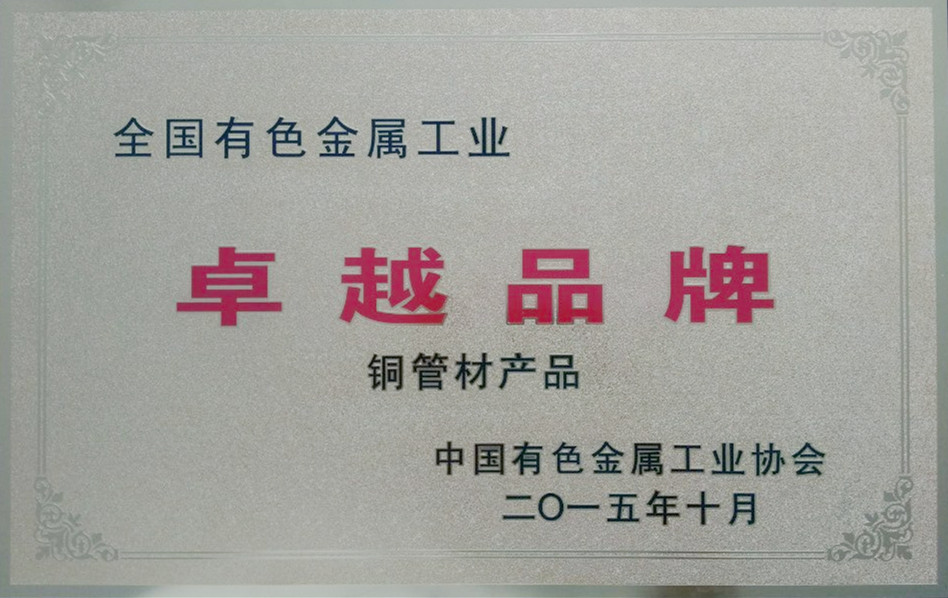 全国有色金属工业
卓越品牌
铜管材产品
中国有色金属工业协会
二〇一五年十月